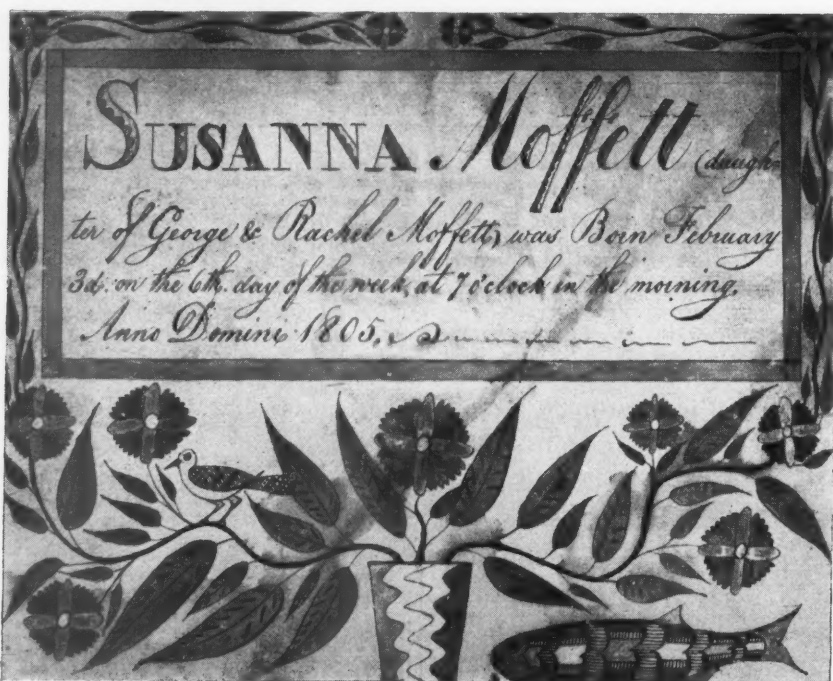 SUSANNA Moffett (daugh-
ter of George & Rachel Moffett) was Born February
3d. on the 6th. day of the week, at 7 o'clock in the morning,
Anno Domini 1805.